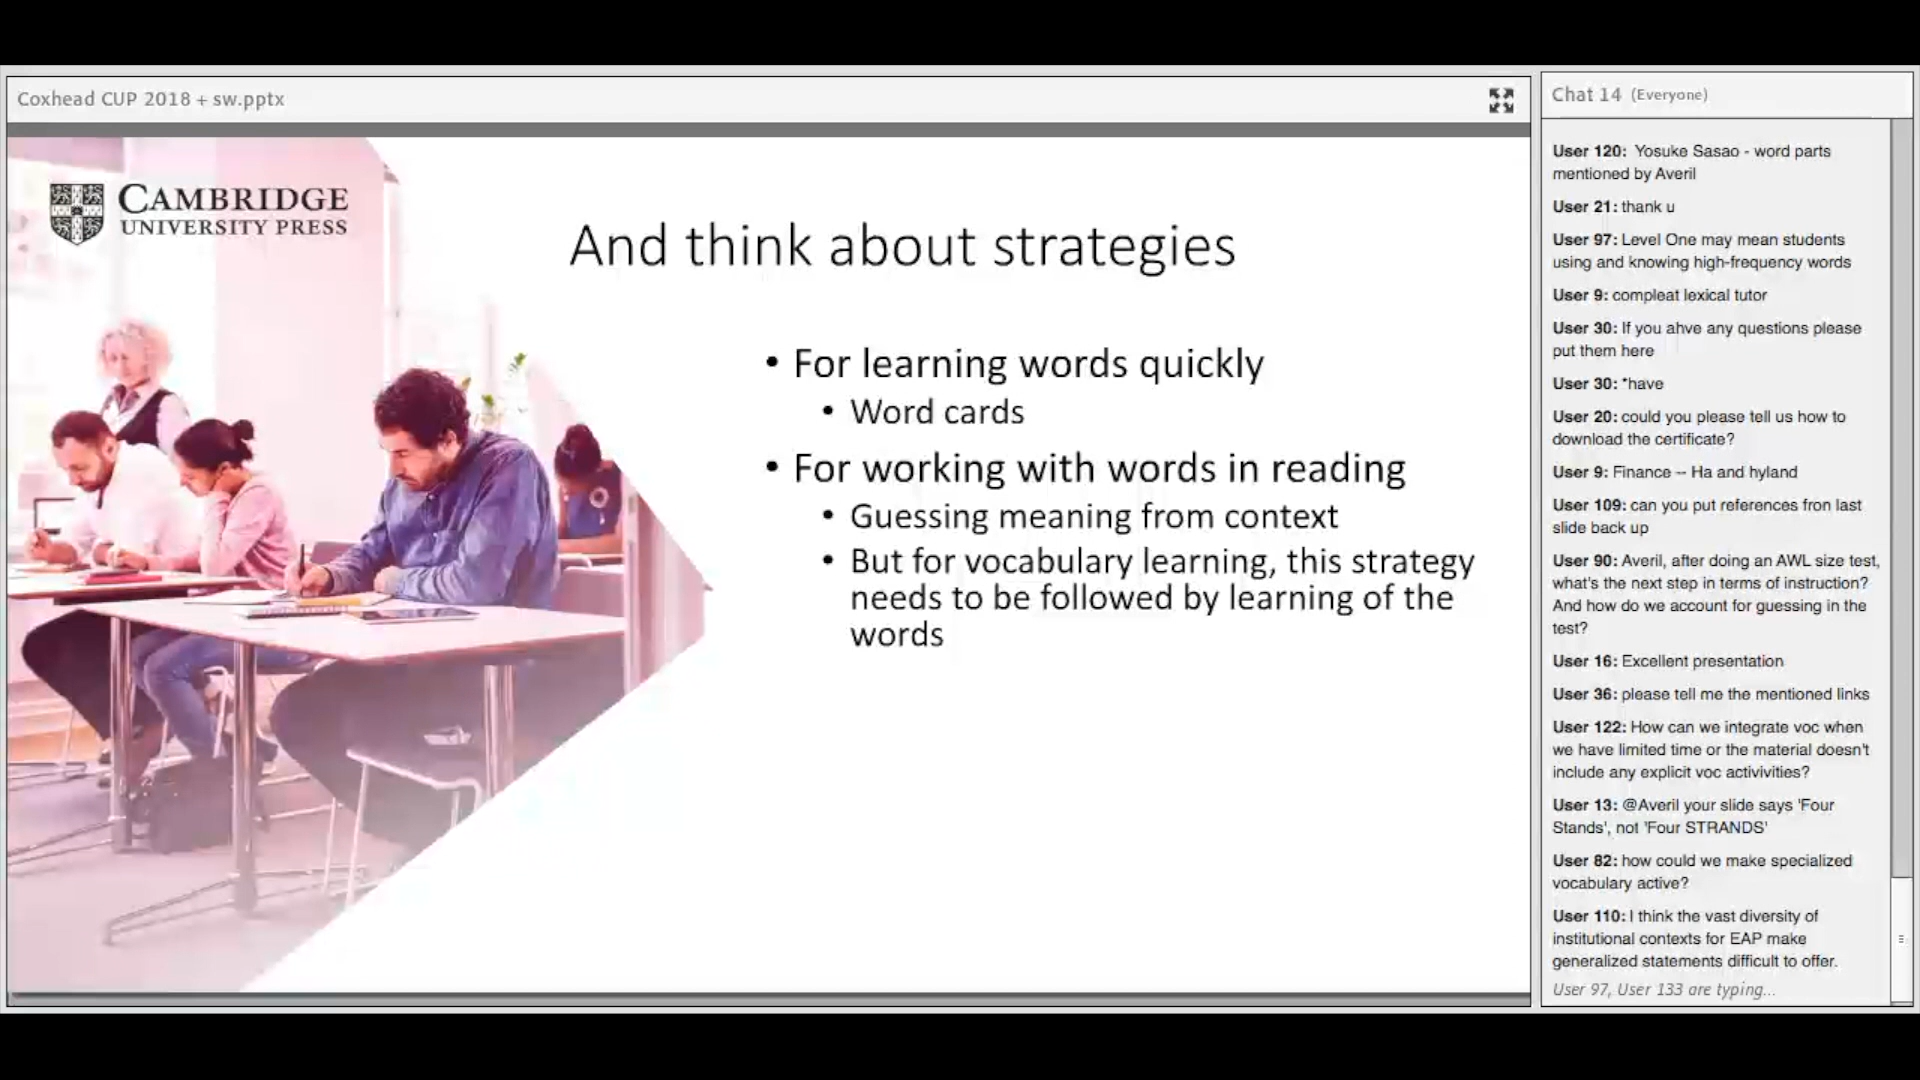 Coxhead CUP 2018 + sw.pptx
CAMBRIDGE
UNIVERSITY PRESS
And think about strategies
• For learning words quickly
• Word cards
• For working with words in reading
• Guessing meaning from context
• But for vocabulary learning, this strategy
needs to be followed by learning of the
words
Chat 14 (Everyone)
User 120: Yosuke Sasao - word parts
mentioned by Averil
User 21: thank u
User 97: Level One may mean students
using and knowing high-frequency words
User 9: compleat lexical tutor
User 30: If you ahve any questions please
put them here
User 30: *have
User 20: could you please tell us how to
download the certificate?
User 9: Finance -- Ha and hyland
User 109: can you put references fron last
slide back up
User 90: Averil, after doing an AWL size test,
what's the next step in terms of instruction?
And how do we account for guessing in the
test?
User 16: Excellent presentation
User 36: please tell me the mentioned links
User 122: How can we integrate voc when
we have limited time or the material doesn't
include any explicit voc activivities?
User 13: @Averil your slide says 'Four
Stands', not 'Four STRANDS'
User 82: how could we make specialized
vocabulary active?
User 110: I think the vast diversity of
institutional contexts for EAP make
generalized statements difficult to offer.
User 97, User 133 are typing...